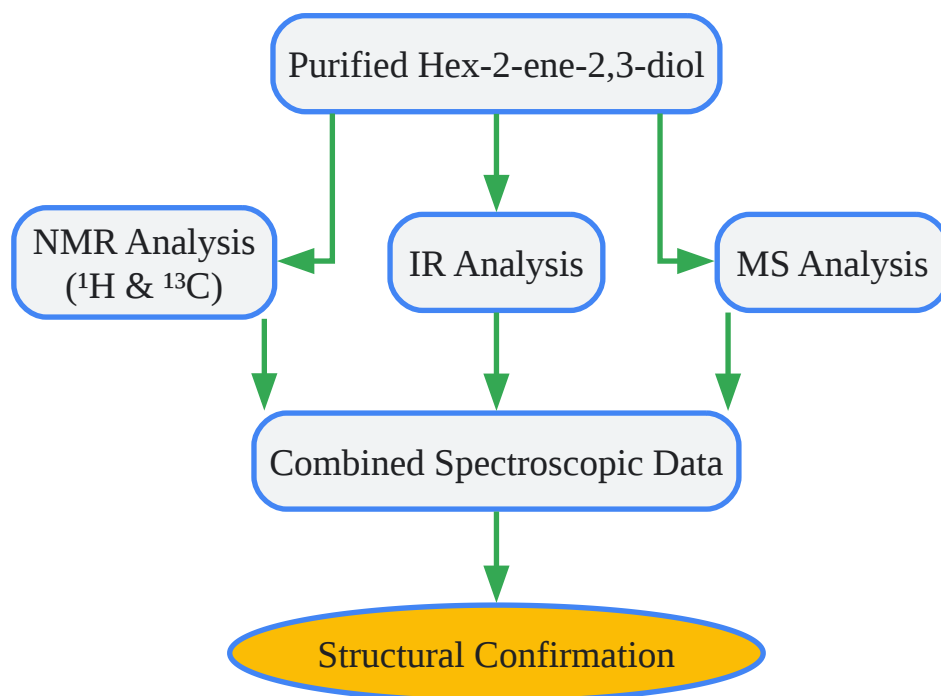 Purified Hex-2-ene-2,3-diol
NMR Analysis
(¹H & ¹³C)
IR Analysis
MS Analysis
Combined Spectroscopic Data
Structural Confirmation